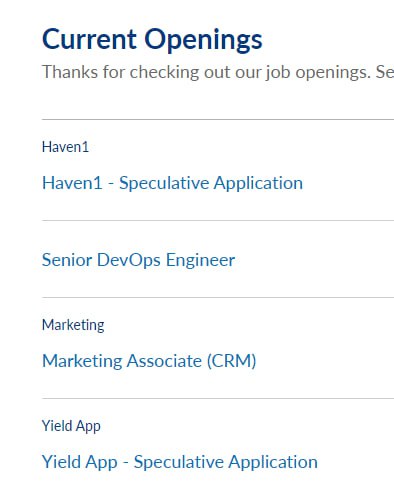 Current Openings
Thanks for checking out our job openings. Se
Haven1
Haven1 - Speculative Application
Senior DevOps Engineer
Marketing
Marketing Associate (CRM)
Yield App
Yield App - Speculative Application